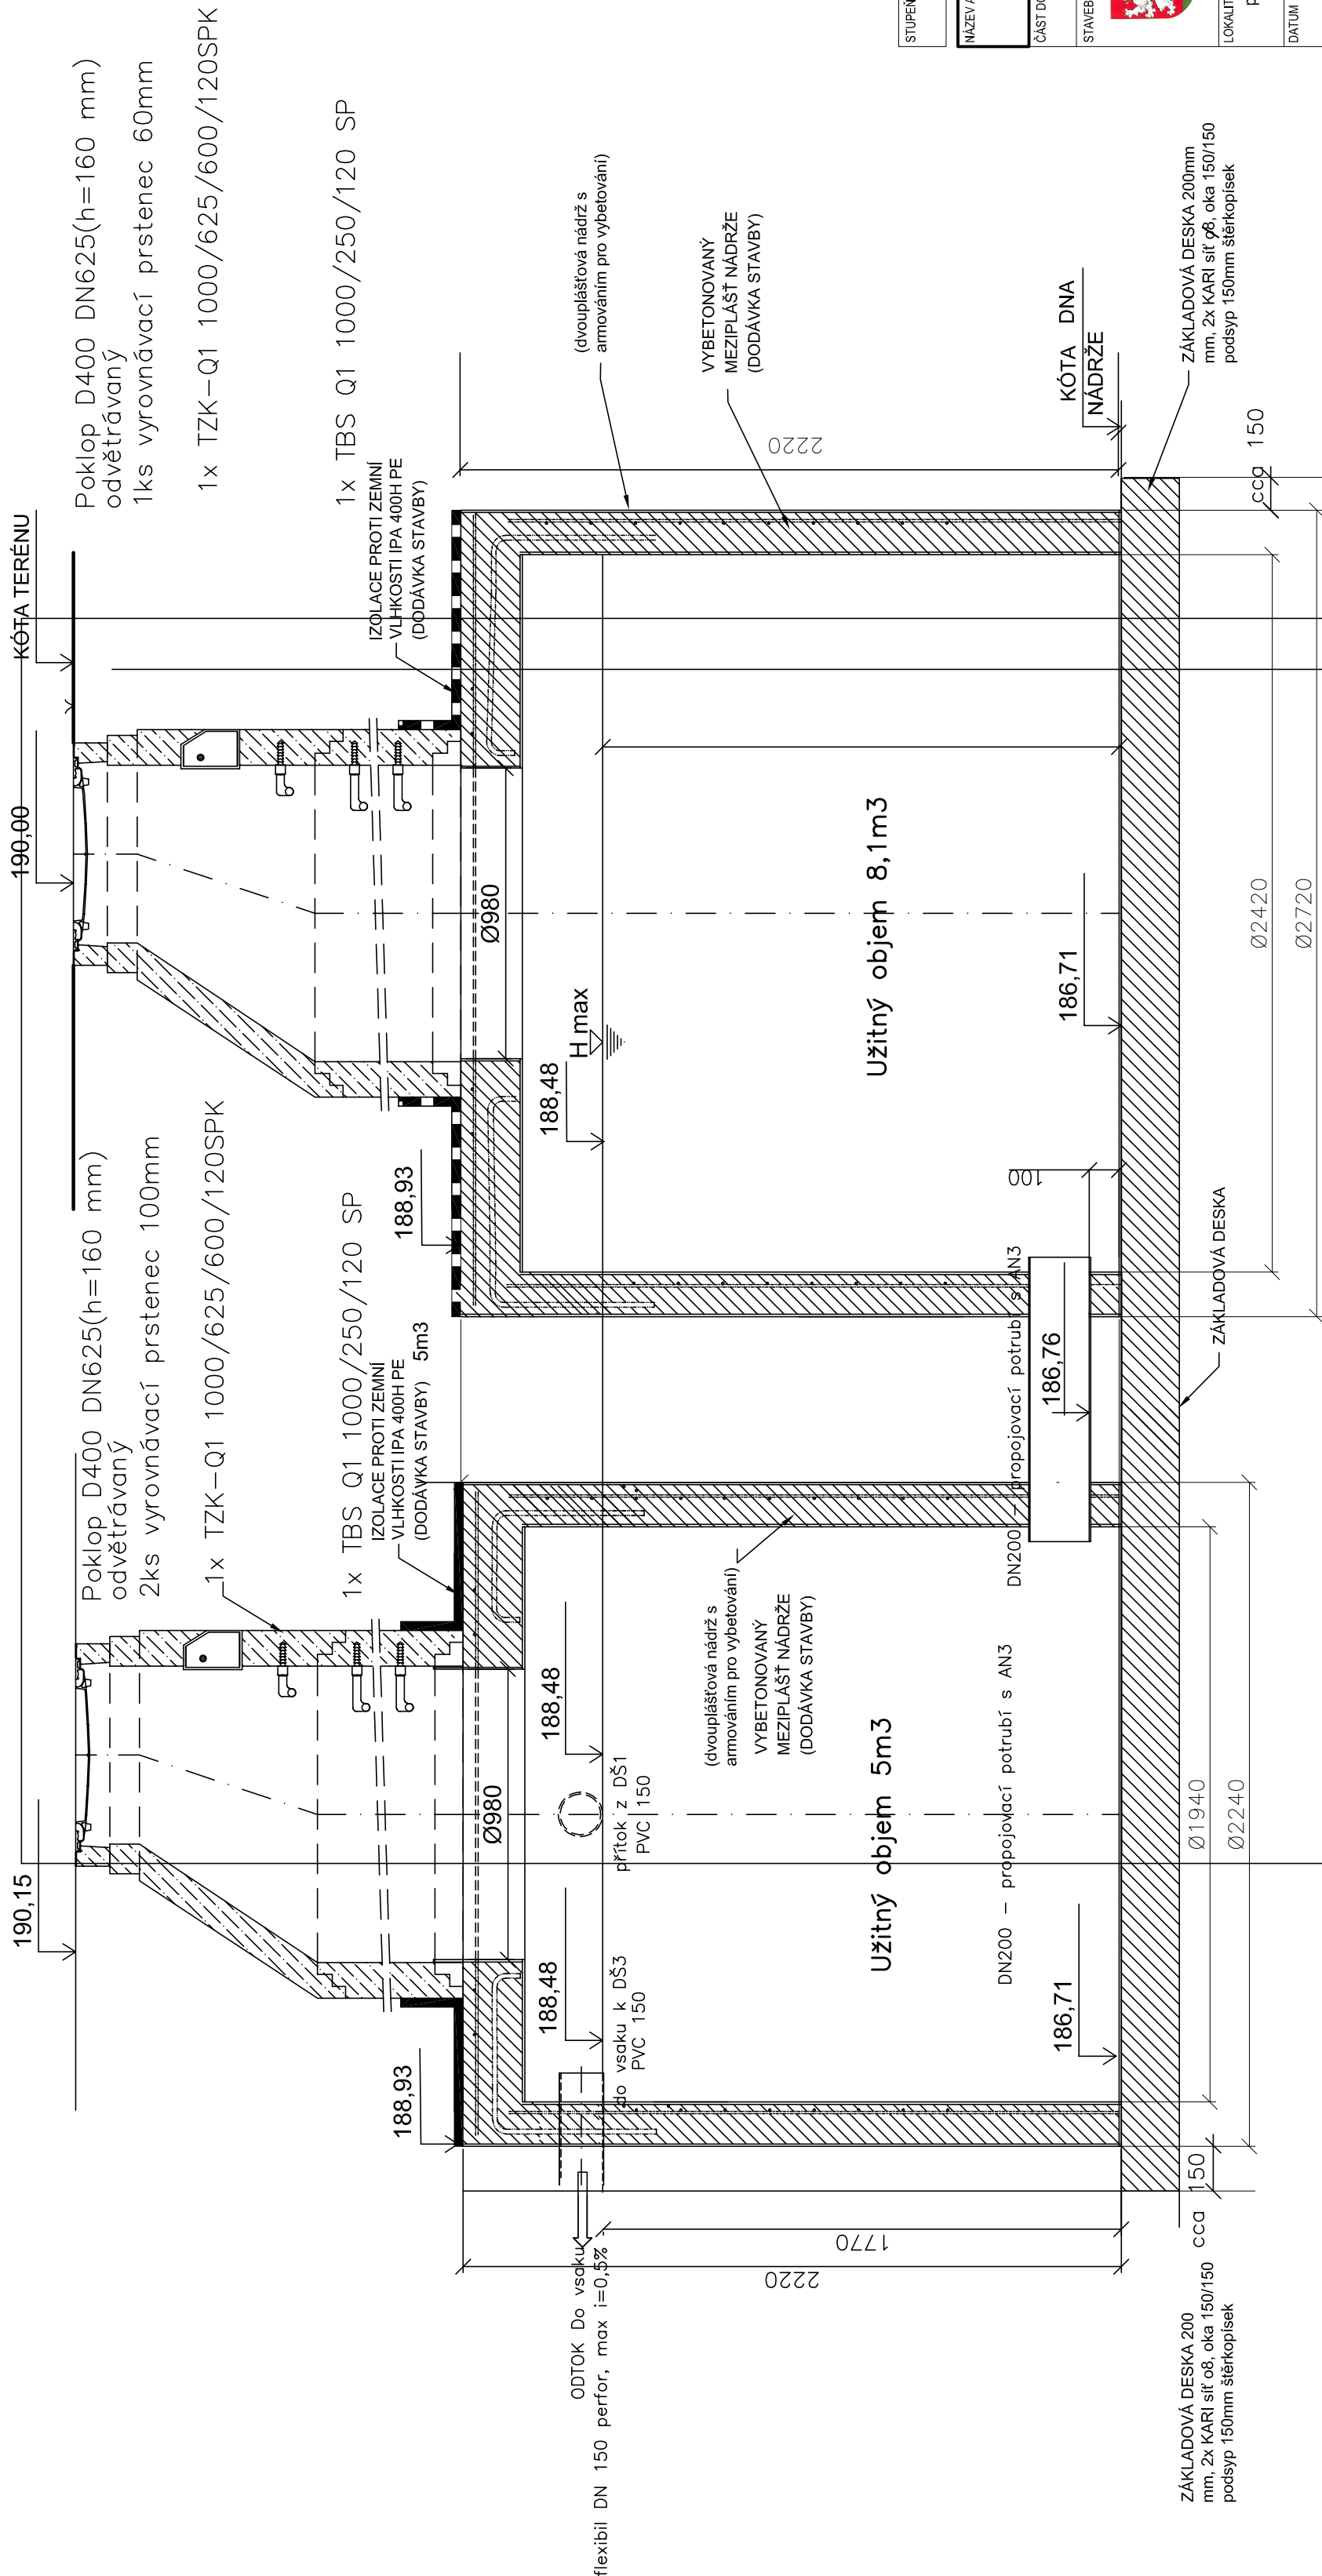 190,15
Poklop D400 DN625(h=160 mm)
odvětrávaný
2ks vyrovnávací prstenec 100mm
1x TZK-Q1 1000/625/600/120SPK
1x TBS Q1 1000/250/120 SP
IZOLACE PROTI ZEMNÍ
VLHKOSTI IPA 400H PE
(DODÁVKA STAVBY)
5m3
188,93
Ø980
188,48
188,48
přítok z DŠ1
PVC 150
do vsaku k DŠ3
PVC 150
ODTOK Do vsaku
flexibil DN 150 perfor, max i=0,5%
(dvouplášťová nádrž s
armováním pro vybetování)
VYBETONOVANÝ
MEZIPLÁŠŤ NÁDRŽE
(DODÁVKA STAVBY)
Užitný objem 5m3
DN200 – propojovací potrubí s AN3
DN200 – propojovací potrubí s AN3
186,71
186,76
100
1770
2220
cca 150
Ø1940
Ø2240
ZÁKLADOVÁ DESKA 200
mm, 2x KARI síť o8, oka 150/150
podsyp 150mm štěrkopísek
ZÁKLADOVÁ DESKA
190,00
KÓTA TERÉNU
Poklop D400 DN625(h=160 mm)
odvětrávaný
1ks vyrovnávací prstenec 60mm
1x TZK-Q1 1000/625/600/120SPK
1x TBS Q1 1000/250/120 SP
IZOLACE PROTI ZEMNÍ
VLHKOSTI IPA 400H PE
(DODÁVKA STAVBY)
188,93
Ø980
188,48
H max
Užitný objem 8,1m3
186,71
(dvouplášťová nádrž s
armováním pro vybetování)
VYBETONOVANÝ
MEZIPLÁŠŤ NÁDRŽE
(DODÁVKA STAVBY)
2220
KÓTA DNA
NÁDRŽE
cca 150
Ø2420
Ø2720
ZÁKLADOVÁ DESKA 200mm
mm, 2x KARI síť ø8, oka 150/150
podsyp 150mm štěrkopísek
STUPEŇ
NÁZEV A
ČÁST DO
STAVEB
LOKALIT
p
DATUM